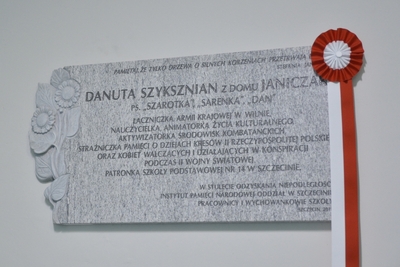 PAMIĘTAJ ŻE TYLKO DRZEWA O SILNYCH KORZENIACH PRZETRWAJĄ
DANUTA SZYKSZNIAN Z DOMU JANICZAK
PS. „SZAROTKA”, „SARENKA”, „DAN”
ŁĄCZNICZKA ARMII KRAJOWEJ W WILNIE,
NAUCZYCIELKA, ANIMATORKA ŻYCIA KULTURALNEGO,
AKTYWIZATORKA ŚRODOWISK KOMBATANCKICH,
STRAŻNICZKA PAMIĘCI O DZIEJACH KRESÓW II RZECZYPOSPOLITEJ POLSKIE
ORAZ KOBIET WALCZĄCYCH I DZIAŁAJĄCYCH W KONSPIRACJI
PODCZAS II WOJNY ŚWIATOWEJ,
PATRONKA SZKOŁY PODSTAWOWEJ NR 14 W SZCZECINIE.
W STULECIE ODZYSKANIA NIEPODLEGŁOŚC
INSTYTUT PAMIĘCI NARODOWEJ ODDZIAŁ W SZCZECINIE
PRACOWNICY I WYCHOWANKOWIE SZKOŁY
SZCZECIN,